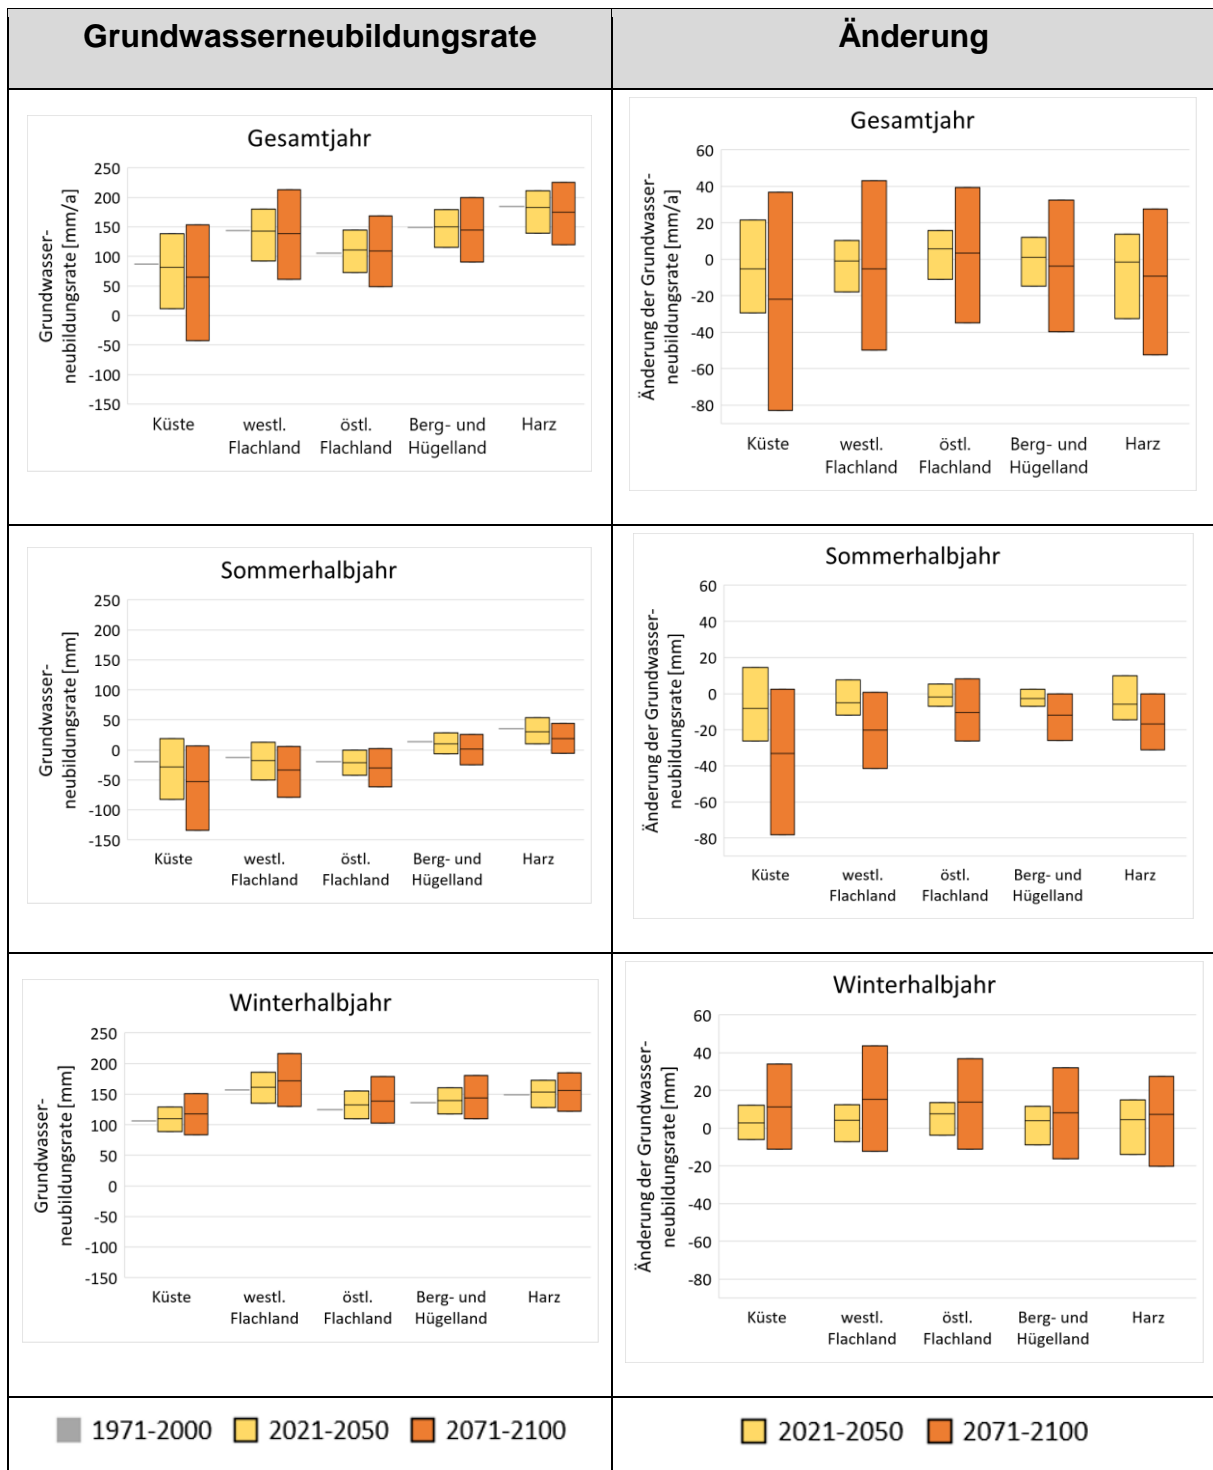 Grundwasserneubildungsrate
Änderung
Gesamtjahr
Grundwasser-
neubildungsrate [mm/a]
250
200
150
100
50
0
-50
-100
-150
Küste
westl.
Flachland
östl.
Flachland
Berg- und
Hügelland
Harz
Gesamtjahr
Änderung der Grundwasser-
neubildungsrate [mm/a]
60
40
20
0
-20
-40
-60
-80
Küste
westl.
Flachland
östl.
Flachland
Berg- und
Hügelland
Harz
Sommerhalbjahr
Grundwasser-
neubildungsrate [mm]
250
200
150
100
50
0
-50
-100
-150
Küste
westl.
Flachland
östl.
Flachland
Berg- und
Hügelland
Harz
Sommerhalbjahr
Änderung der Grundwasser-
neubildungsrate [mm]
60
40
20
0
-20
-40
-60
-80
Küste
westl.
Flachland
östl.
Flachland
Berg- und
Hügelland
Harz
Winterhalbjahr
Grundwasser-
neubildungsrate [mm]
250
200
150
100
50
0
-50
-100
-150
Küste
westl.
Flachland
östl.
Flachland
Berg- und
Hügelland
Harz
Winterhalbjahr
Änderung der Grundwasser-
neubildungsrate [mm]
60
40
20
0
-20
-40
-60
-80
Küste
westl.
Flachland
östl.
Flachland
Berg- und
Hügelland
Harz
1971-2000 2021-2050 2071-2100
2021-2050 2071-2100